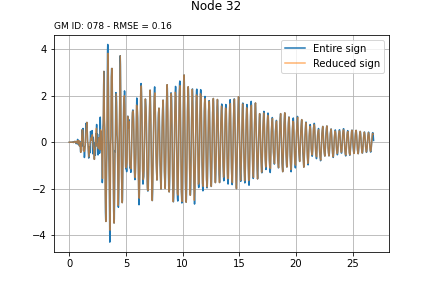 Node 32
GM ID: 078 - RMSE = 0.16
Entire sign
Reduced sign
4
2
0
−2
−4
0 5 10 15 20 25